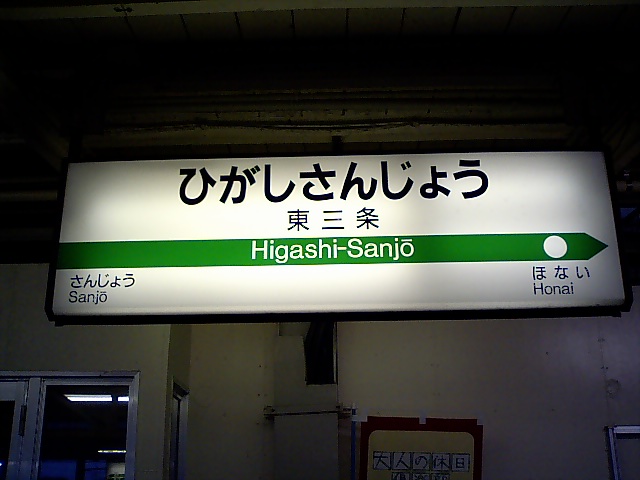 ひがしさんじょう
東三条
Higashi-Sanjō
さんじょう
Sanjō
ほない
Honai
大人の休日